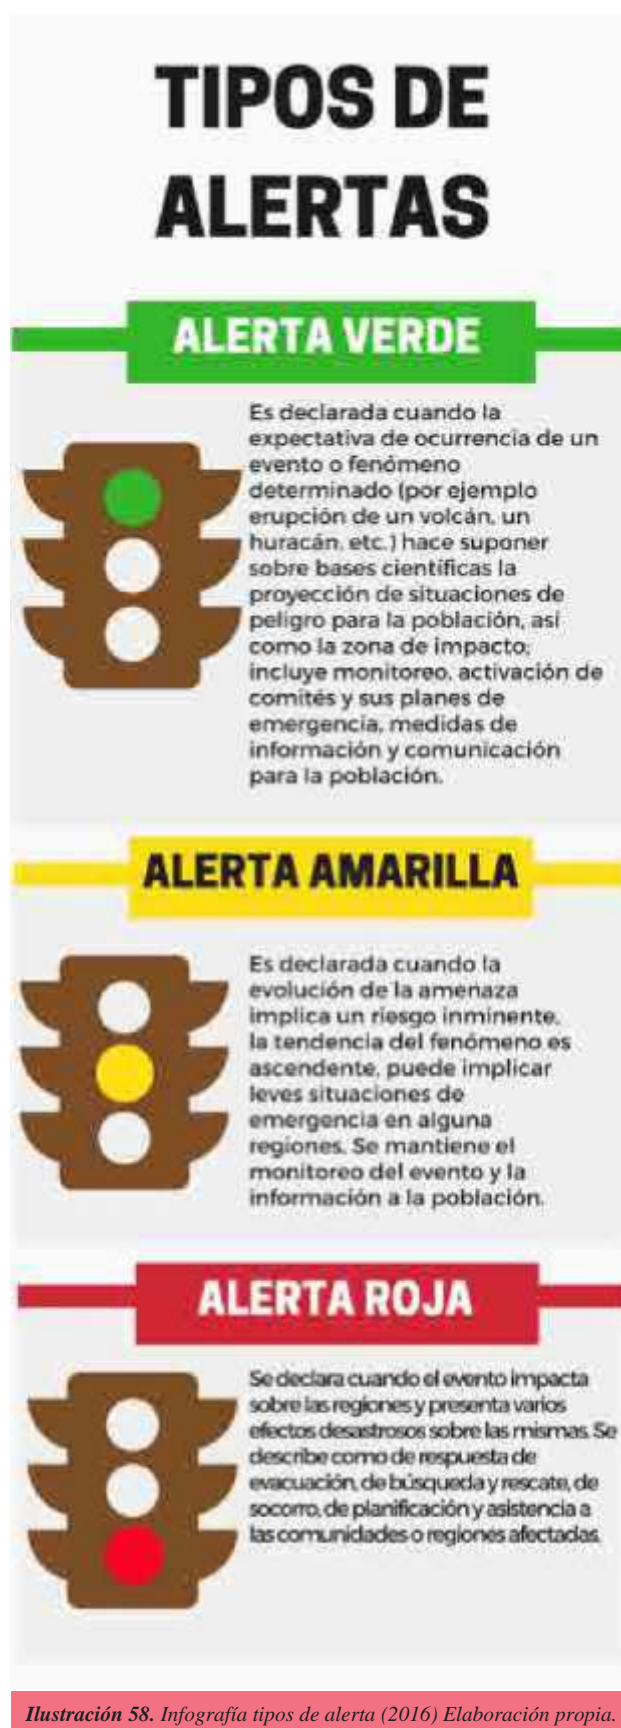 TIPOS DE
ALERTAS
ALERTA VERDE
Es declarada cuando la
expectativa de ocurrencia de un
evento o fenómeno
determinado (por ejemplo
erupción de un volcán, un
huracán, etc.) hace suponer
sobre bases científicas la
proyección de situaciones de
peligro para la población, así
como la zona de impacto;
incluye monitoreo, activación de
comités y sus planes de
emergencia, medidas de
información y comunicación
para la población.
ALERTA AMARILLA
Es declarada cuando la
evolución de la amenaza
implica un riesgo inminente,
la tendencia del fenómeno es
ascendente, puede implicar
leves situaciones de
emergencia en alguna
regiones. Se mantiene el
monitoreo del evento y la
información a la población.
ALERTA ROJA
Se declara cuando el evento impacta
sobre las regiones y presenta varios
efectos desastrosos sobre las mismas. Se
describe como de respuesta de
evacuación, de búsqueda y rescate, de
socorro, de planificación y asistencia a
las comunidades o regiones afectadas.
Ilustración 58. Infografía tipos de alerta (2016) Elaboración propia.